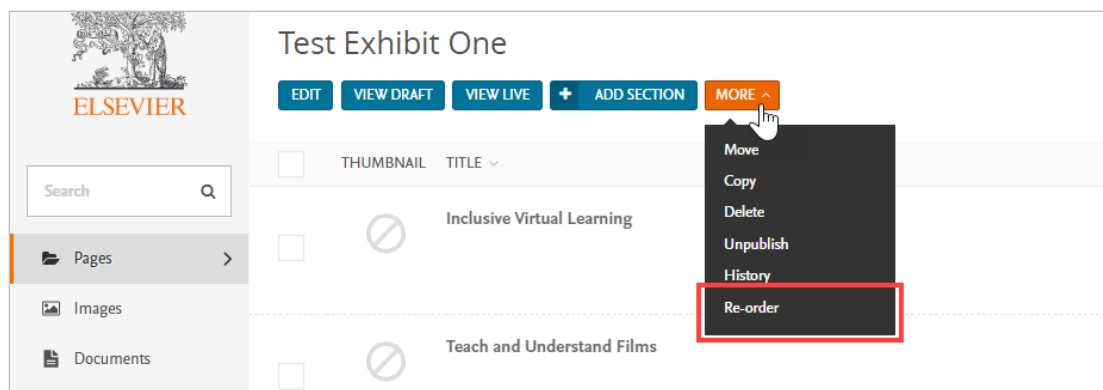 ELSEVIER
Search
Pages
Images
Documents
Test Exhibit One
EDIT VIEW DRAFT VIEW LIVE + ADD SECTION MORE
THUMBNAIL TITLE
Inclusive Virtual Learning
Teach and Understand Films
Move
Copy
Delete
Unpublish
History
Re-order